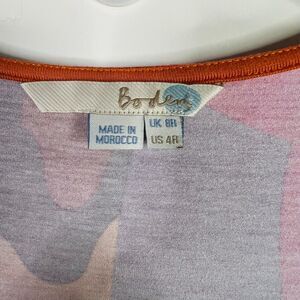 Boden
MADE IN
MOROCCO
UK 8R
US 4R